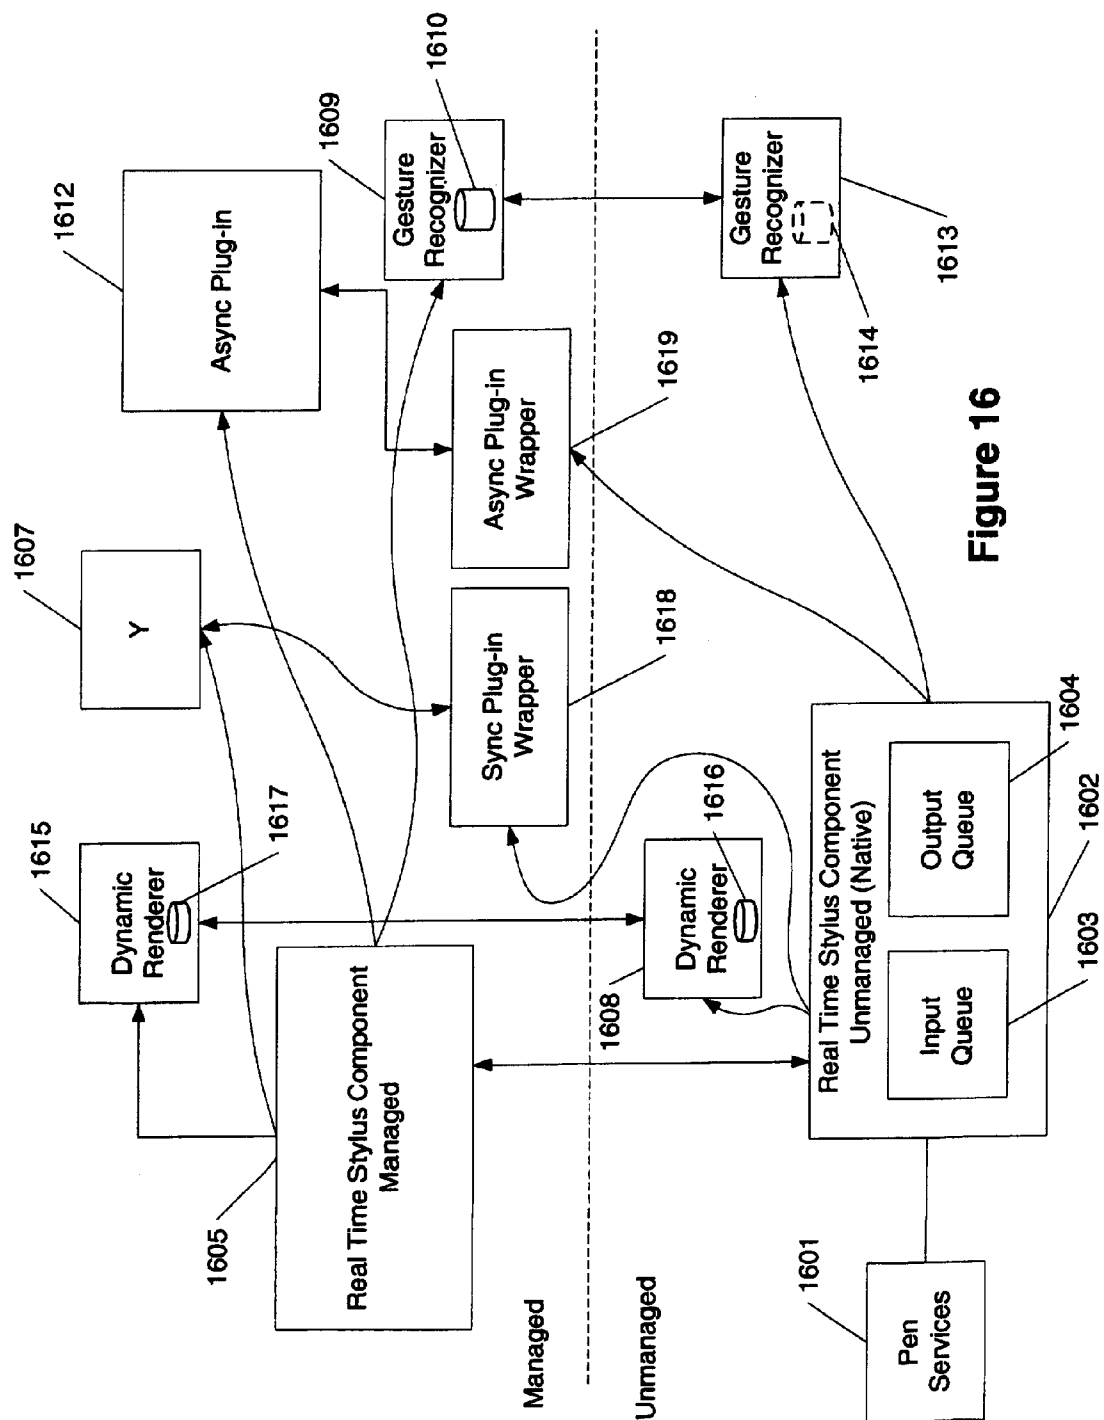 1615
Dynamic
Renderer
1617
1607
Y
1612
Async Plug-in
1605
Real Time Stylus Component
Managed
1609
Gesture
Recognizer
1610
Sync Plug-in
Wrapper
1618
Async Plug-in
Wrapper
1619
Managed
Unmanaged
1608
Dynamic
Renderer
1616
Gesture
Recognizer
1614
1613
1601
Pen
Services
Real Time Stylus Component
Unmanaged (Native)
Input
Queue
Output
Queue
1603
1602
1604
Figure 16